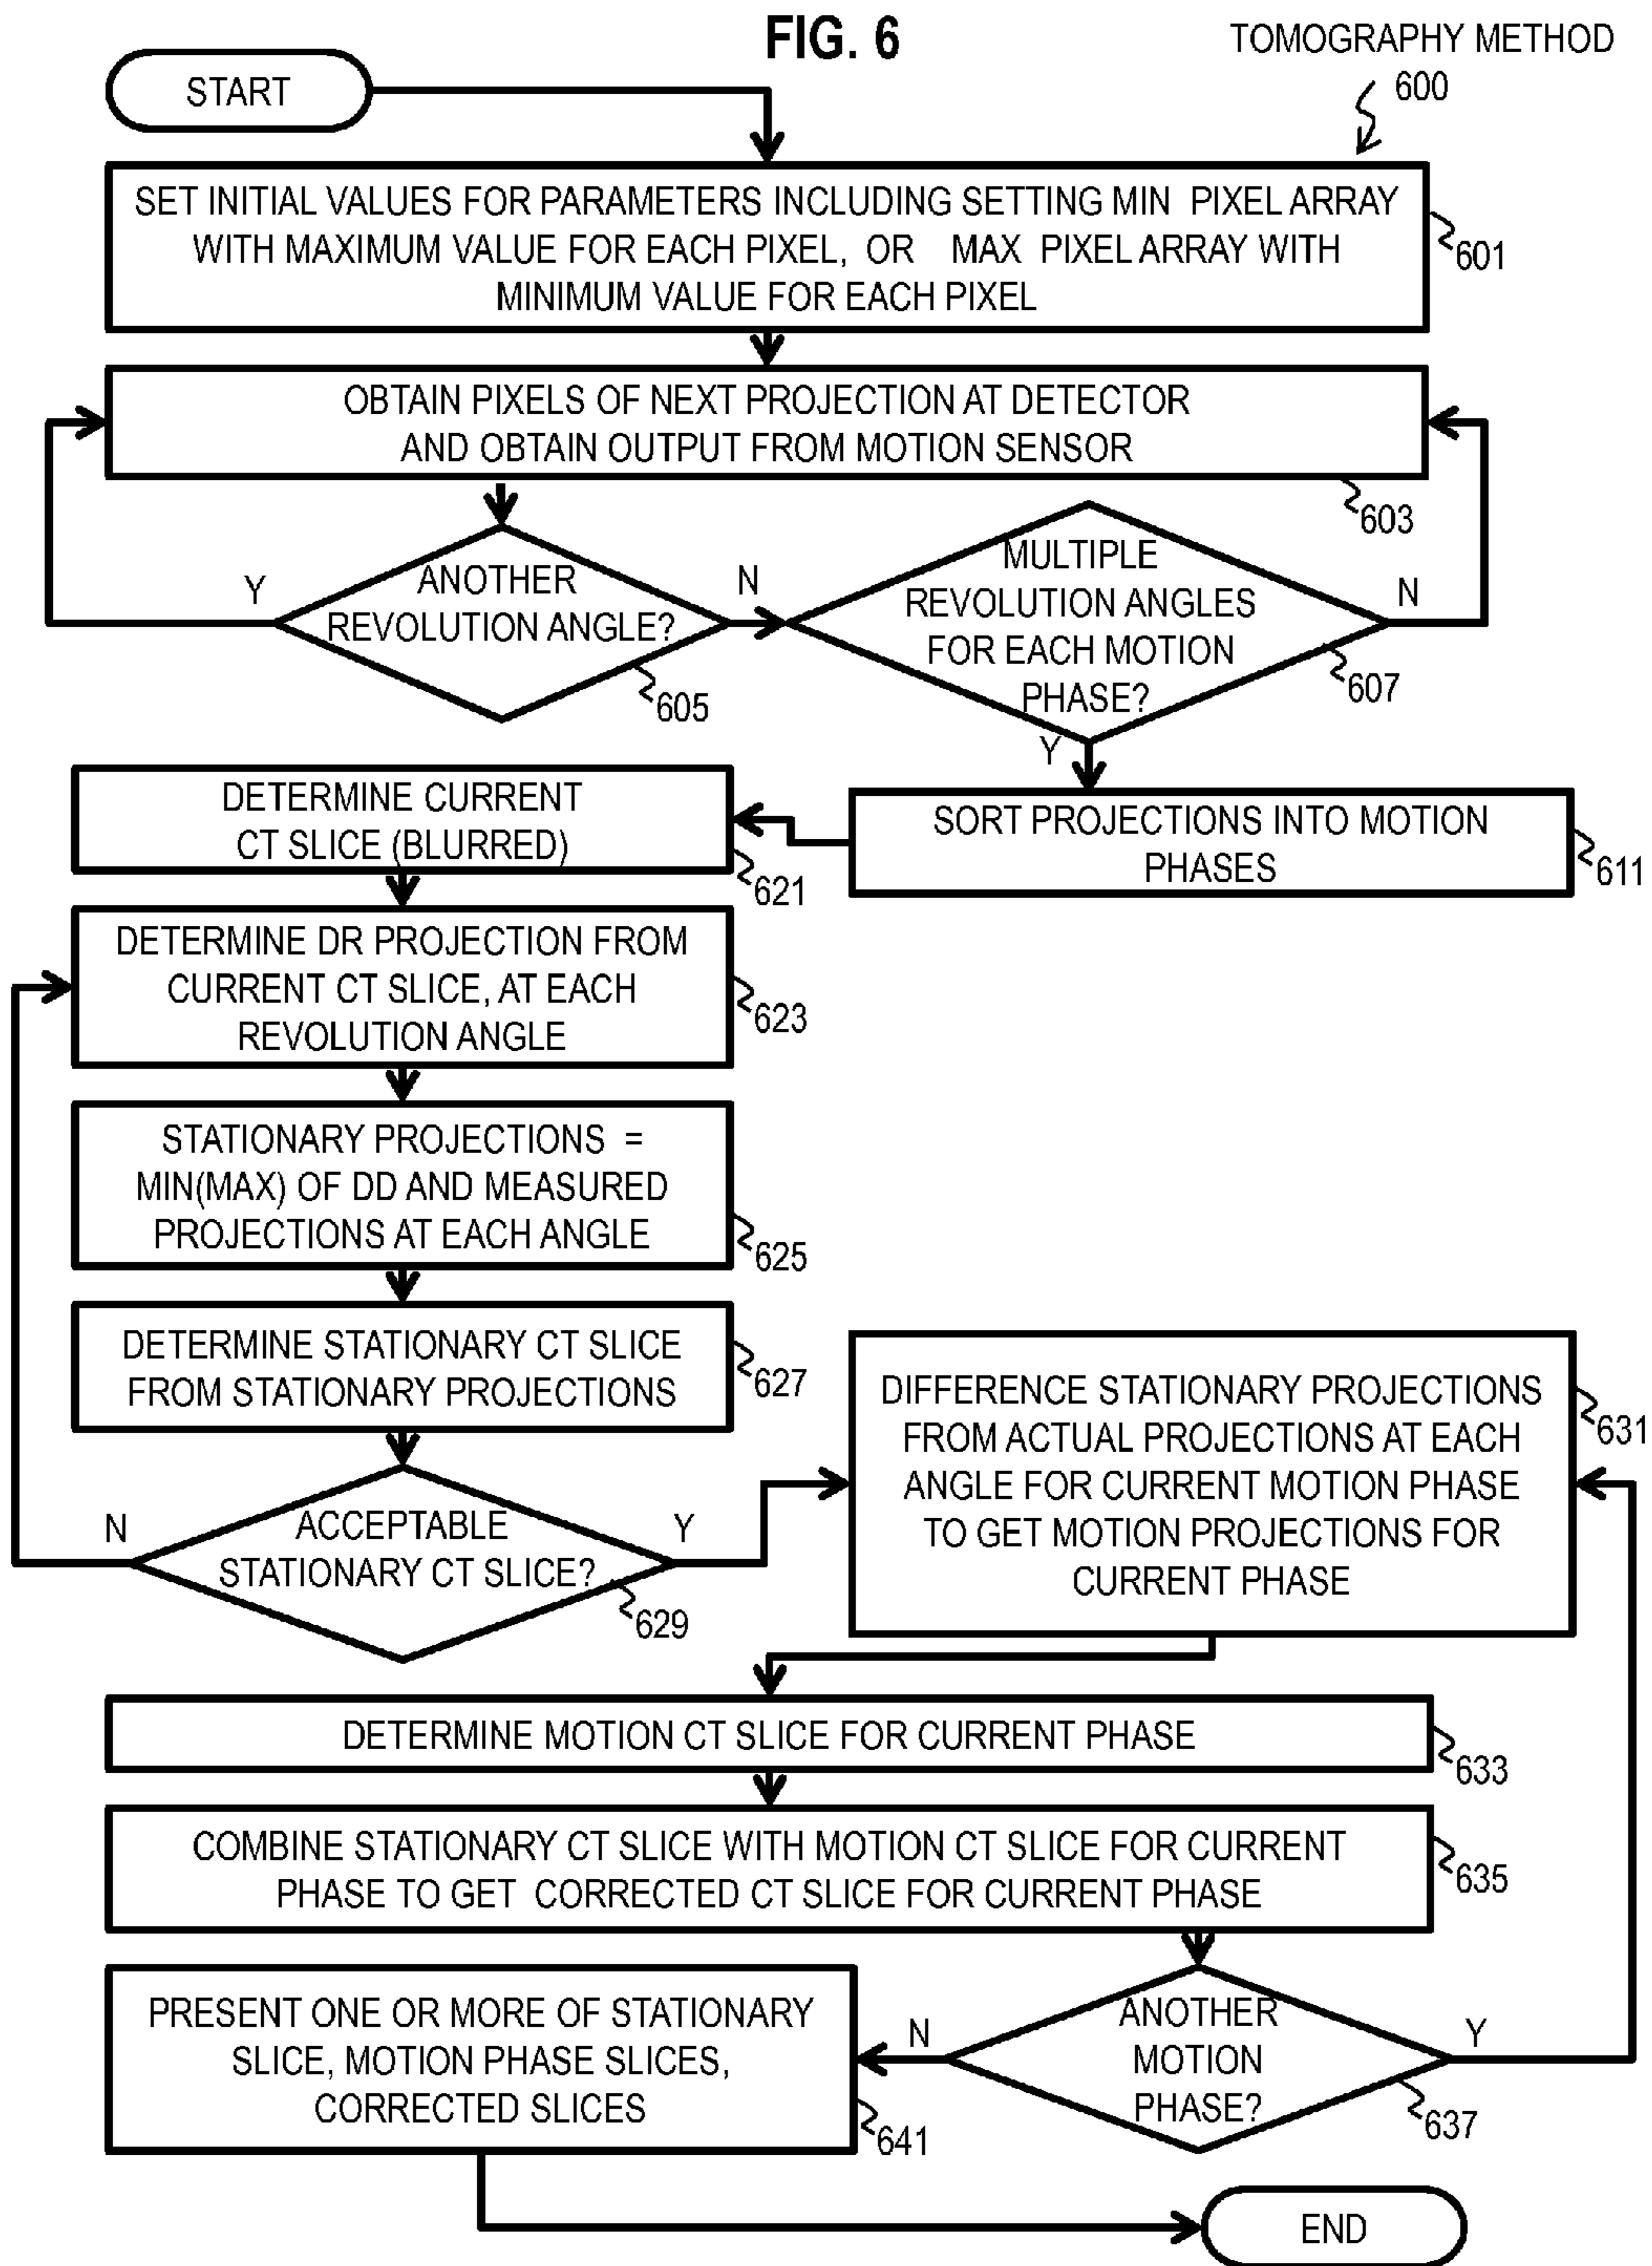 FIG. 6
TOMOGRAPHY METHOD
600
START
SET INITIAL VALUES FOR PARAMETERS INCLUDING SETTING MIN PIXEL ARRAY
WITH MAXIMUM VALUE FOR EACH PIXEL, OR MAX PIXEL ARRAY WITH
MINIMUM VALUE FOR EACH PIXEL
601
OBTAIN PIXELS OF NEXT PROJECTION AT DETECTOR
AND OBTAIN OUTPUT FROM MOTION SENSOR
603
Y
ANOTHER
REVOLUTION ANGLE?
N
605
MULTIPLE
REVOLUTION ANGLES
FOR EACH MOTION
PHASE?
N
607
Y
SORT PROJECTIONS INTO MOTION
PHASES
611
DETERMINE CURRENT
CT SLICE (BLURRED)
621
DETERMINE DR PROJECTION FROM
CURRENT CT SLICE, AT EACH
REVOLUTION ANGLE
623
STATIONARY PROJECTIONS =
MIN(MAX) OF DD AND MEASURED
PROJECTIONS AT EACH ANGLE
625
DETERMINE STATIONARY CT SLICE
FROM STATIONARY PROJECTIONS
627
N
ACCEPTABLE
STATIONARY CT SLICE?
Y
629
DIFFERENCE STATIONARY PROJECTIONS
FROM ACTUAL PROJECTIONS AT EACH
ANGLE FOR CURRENT MOTION PHASE
TO GET MOTION PROJECTIONS FOR
CURRENT PHASE
631
DETERMINE MOTION CT SLICE FOR CURRENT PHASE
633
COMBINE STATIONARY CT SLICE WITH MOTION CT SLICE FOR CURRENT
PHASE TO GET CORRECTED CT SLICE FOR CURRENT PHASE
635
ANOTHER
MOTION
PHASE?
N
Y
637
PRESENT ONE OR MORE OF STATIONARY
SLICE, MOTION PHASE SLICES,
CORRECTED SLICES
641
END